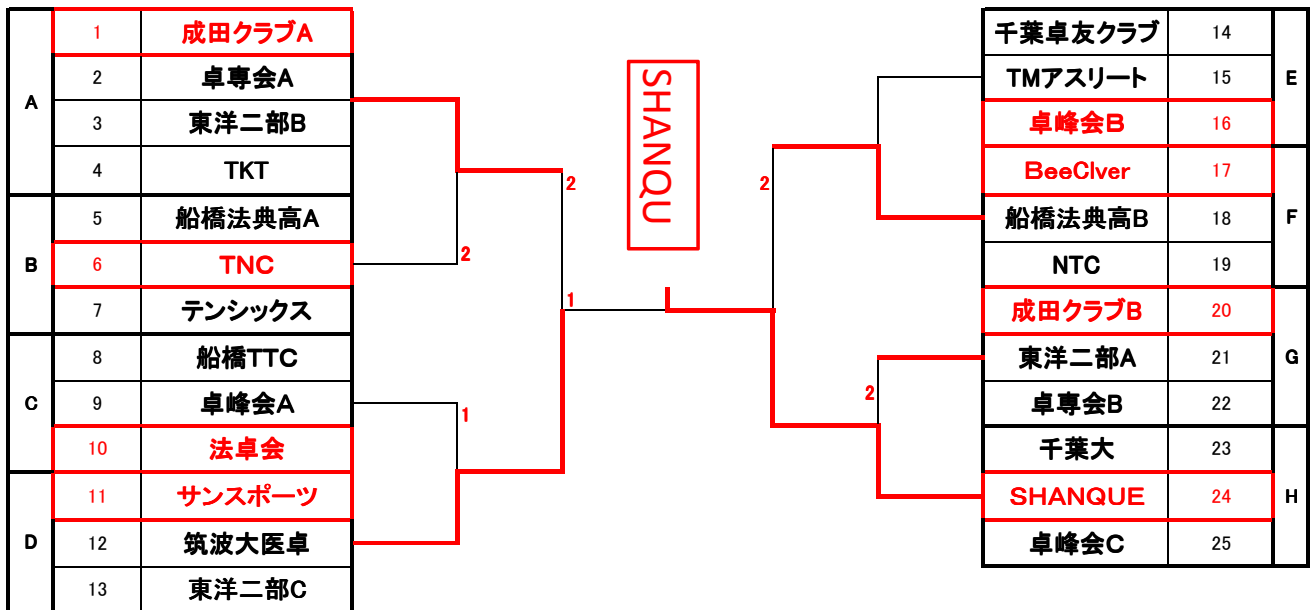 A
1 成田クラブA
2 卓専会A
3 東洋二部B
4 TKT
B
5 船橋法典高A
6 TNC
7 テンシックス
C
8 船橋TTC
9 卓峰会A
10 法卓会
D
11 サンスポーツ
12 筑波大医卓
13 東洋二部C
2
2
1
1
SHANQU
2
2
千葉卓友クラブ 14
TMアスリート 15
卓峰会B 16
E
BeeClver 17
船橋法典高B 18
NTC 19
F
成田クラブB 20
東洋二部A 21
卓専会B 22
G
千葉大 23
SHANQUE 24
卓峰会C 25
H